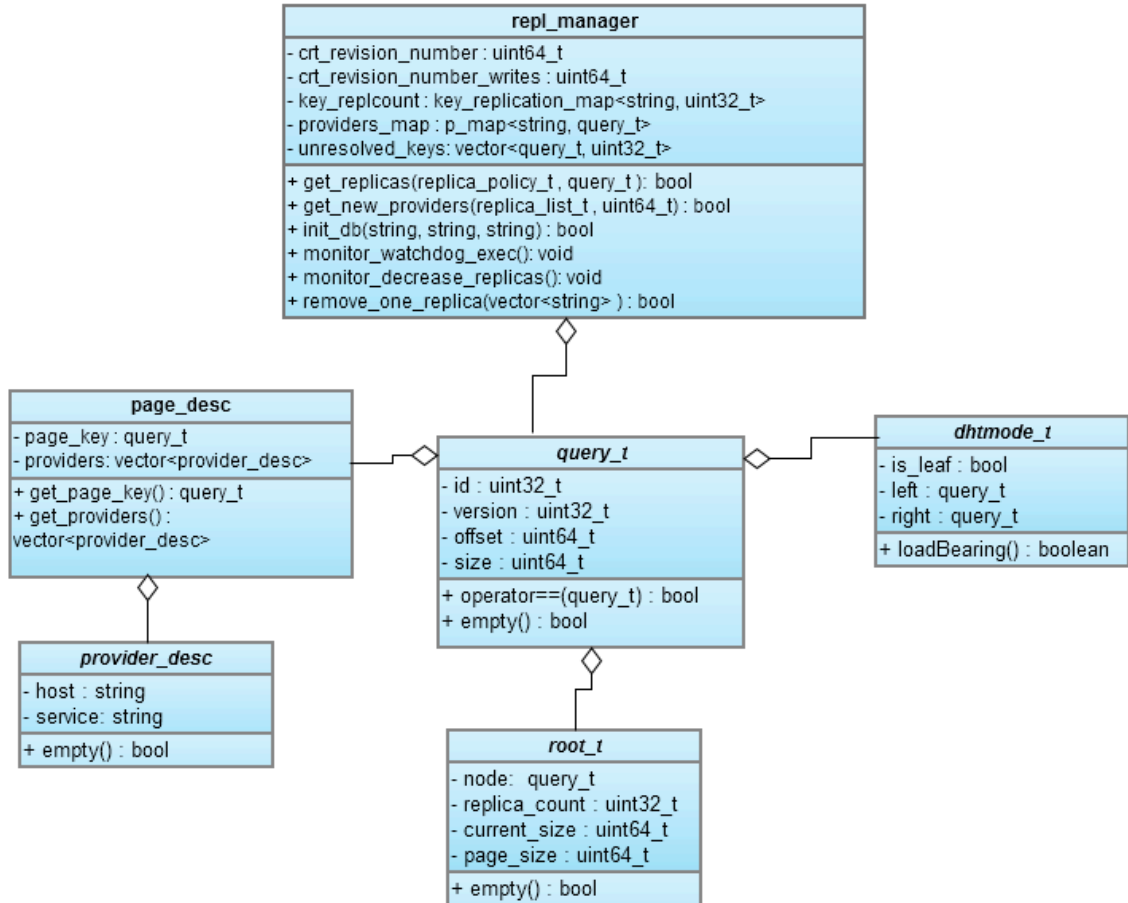 repl_manager
- crt_revision_number : uint64_t
- crt_revision_number_writes : uint64_t
- key_replcount : key_replication_map<string, uint32_t>
- providers_map : p_map<string, query_t>
- unresolved_keys: vector<query_t, uint32_t>
+ get_replicas(replica_policy_t , query_t ): bool
+ get_new_providers(replica_list_t , uint64_t) : bool
+ init_db(string, string, string) : bool
+ monitor_watchdog_exec(): void
+ monitor_decrease_replicas(): void
+ remove_one_replica(vector<string> ) : bool
page_desc
- page_key : query_t
- providers: vector<provider_desc>
+ get_page_key() : query_t
+ get_providers() :
vector<provider_desc>
query_t
- id : uint32_t
- version : uint32_t
- offset : uint64_t
- size : uint64_t
+ operator==(query_t) : bool
+ empty() : bool
dhtmode_t
- is_leaf : bool
- left : query_t
- right : query_t
+ loadBearing() : boolean
provider_desc
- host : string
- service: string
+ empty() : bool
root_t
- node: query_t
- replica_count : uint32_t
- current_size : uint64_t
- page_size : uint64_t
+ empty() : bool